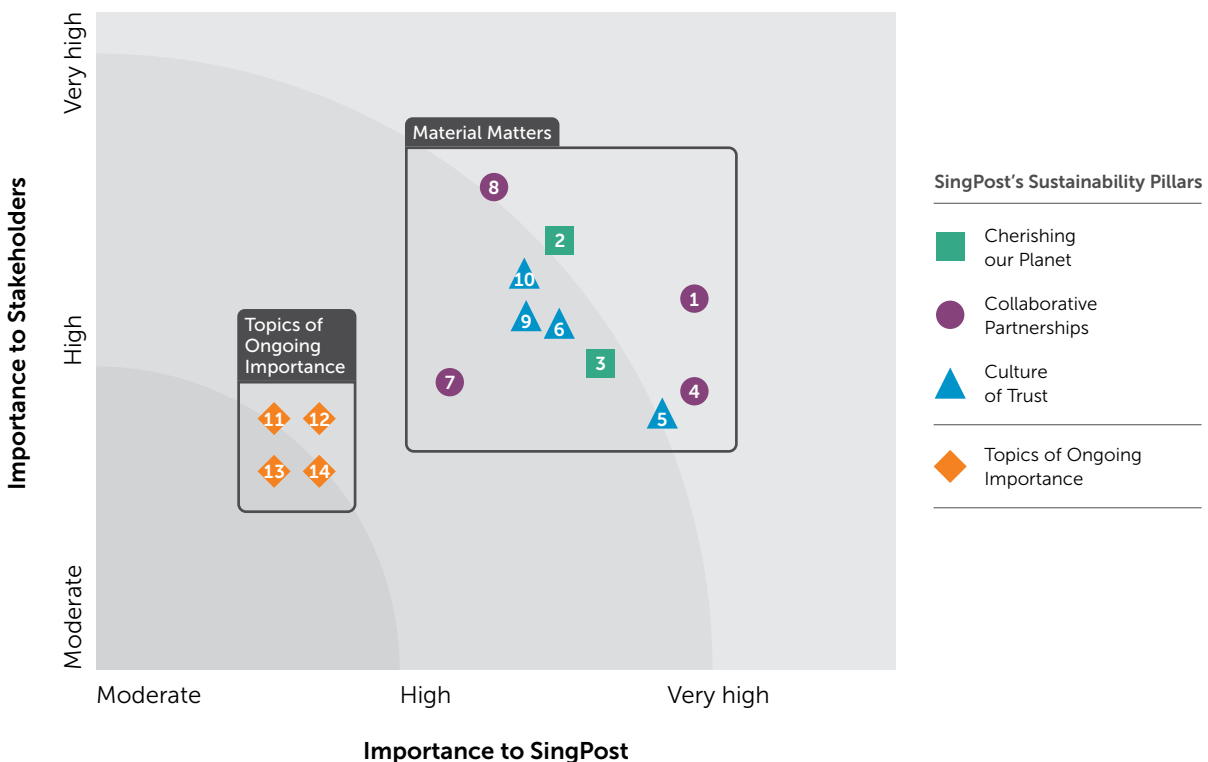 Very high
High
Moderate
Importance to Stakeholders
Material Matters
8
2
10
1
9
6
3
7
4
5
Topics of
Ongoing
Importance
11
12
13
14
Moderate
High
Very high
Importance to SingPost
SingPost's Sustainability Pillars
Cherishing
our Planet
Collaborative
Partnerships
Culture
of Trust
Topics of Ongoing
Importance